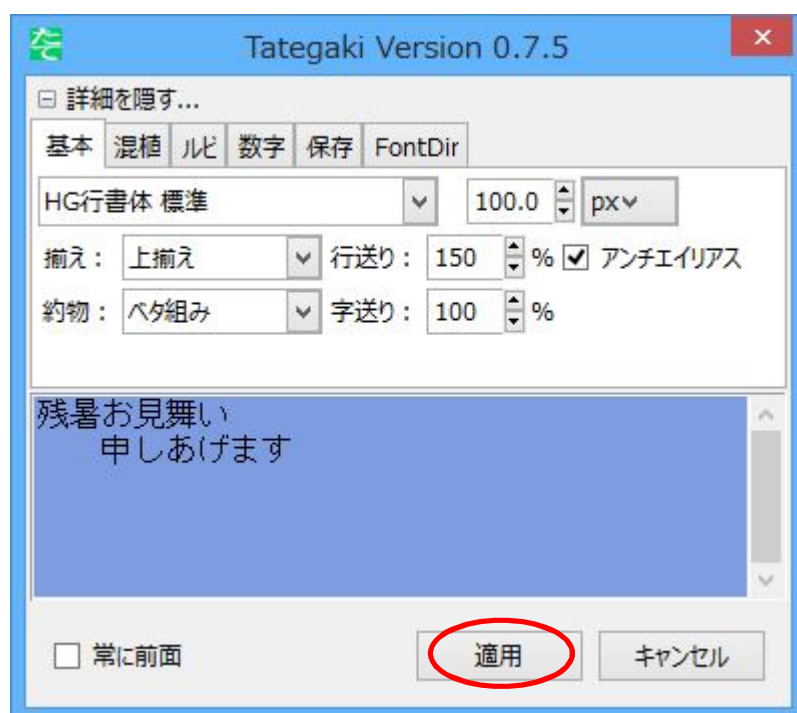 たて Tategaki Version 0.7.5 ×
詳細を隠す...
基本 混植 ルビ 数字 保存 FontDir
HG行書体 標準 100.0 px
揃え： 上揃え 行送り： 150 % アンチエイリアス
約物： ベタ組み 字送り： 100 %
残暑お見舞い
申しあげます
常に前面 適用 キャンセル